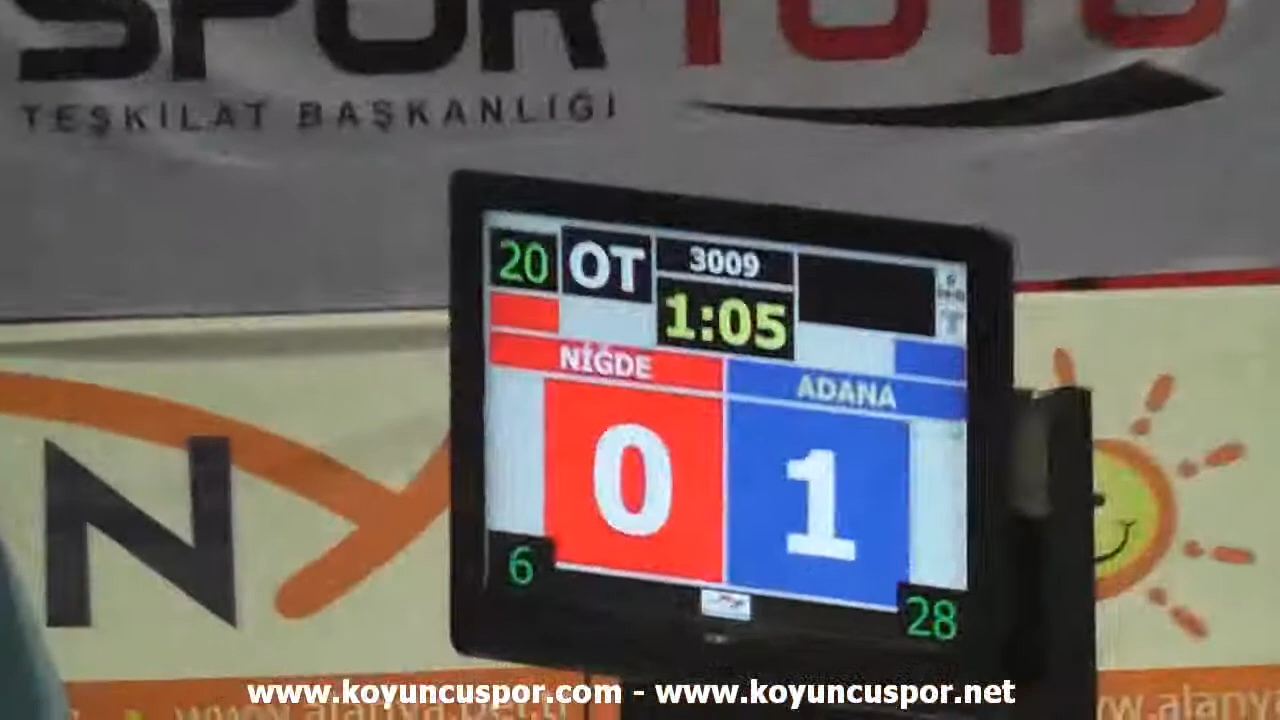 SPOR TOTO
TEŞKİLAT BAŞKANLIĞI
20 OT 3009
1:05
NİĞDE ADANA
0 1
6 28
N
www.koyuncuspor.com - www.koyuncuspor.net